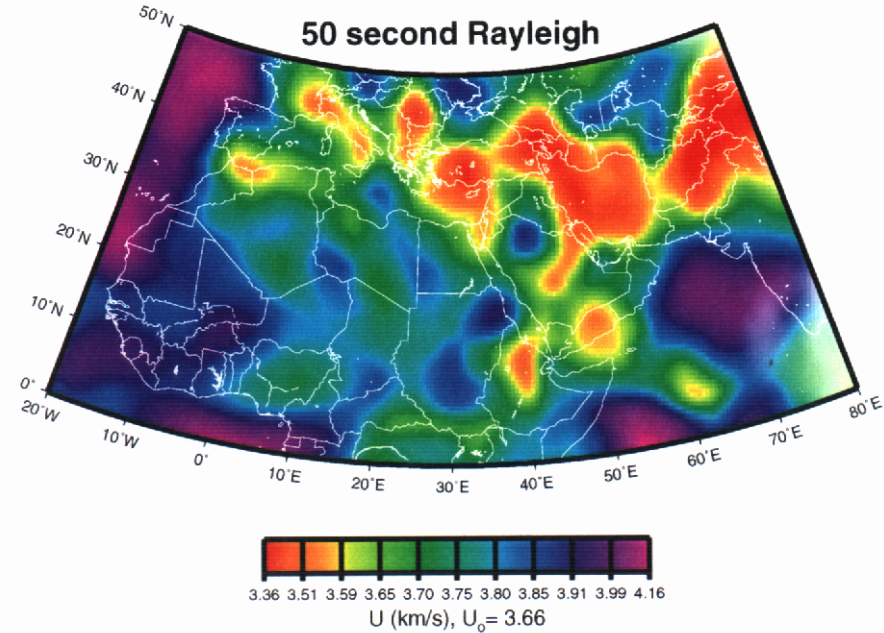 50 second Rayleigh
50˚N
40˚N
30˚N
20˚N
10˚N
0˚
20˚W
10˚W
0˚
10˚E
20˚E
30˚E
40˚E
50˚E
60˚E
70˚E
80˚E
3.36 3.51 3.59 3.65 3.70 3.75 3.80 3.85 3.91 3.99 4.16
U (km/s), U₀= 3.66